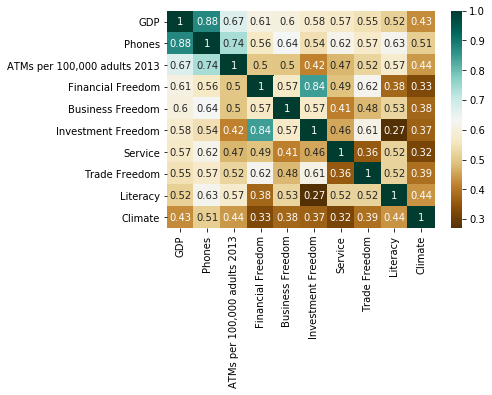 GDP 1 0.88 0.67 0.61 0.6 0.58 0.57 0.55 0.52 0.43
Phones 0.88 1 0.74 0.56 0.64 0.54 0.62 0.57 0.63 0.51
ATMs per 100,000 adults 2013 0.67 0.74 1 0.5 0.5 0.42 0.47 0.52 0.57 0.44
Financial Freedom 0.61 0.56 0.5 1 0.57 0.84 0.49 0.62 0.38 0.33
Business Freedom 0.6 0.64 0.5 0.57 1 0.57 0.41 0.48 0.53 0.38
Investment Freedom 0.58 0.54 0.42 0.84 0.57 1 0.46 0.61 0.27 0.37
Service 0.57 0.62 0.47 0.49 0.41 0.46 1 0.36 0.52 0.32
Trade Freedom 0.55 0.57 0.52 0.62 0.48 0.61 0.36 1 0.52 0.39
Literacy 0.52 0.63 0.57 0.38 0.53 0.27 0.52 0.52 1 0.44
Climate 0.43 0.51 0.44 0.33 0.38 0.37 0.32 0.39 0.44 1
GDP
Phones
ATMs per 100,000 adults 2013
Financial Freedom
Business Freedom
Investment Freedom
Service
Trade Freedom
Literacy
Climate
1.0
0.9
0.8
0.7
0.6
0.5
0.4
0.3